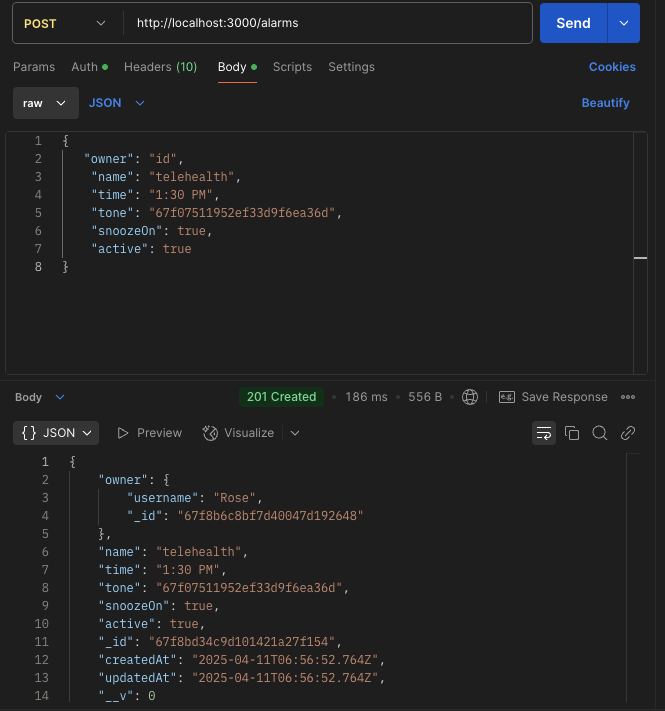 POST http://localhost:3000/alarms Send
Params Auth Headers (10) Body Scripts Settings Cookies
raw JSON Beautify
1 {
2 "owner": "id",
3 "name": "telehealth",
4 "time": "1:30 PM",
5 "tone": "67f07511952ef33d9f6ea36d",
6 "snoozeOn": true,
7 "active": true
8 }
Body 201 Created • 186 ms • 556 B e.g. Save Response
{} JSON Preview Visualize
1 {
2 "owner": {
3 "username": "Rose",
4 "_id": "67f8b6c8bf7d40047d192648"
5 },
6 "name": "telehealth",
7 "time": "1:30 PM",
8 "tone": "67f07511952ef33d9f6ea36d",
9 "snoozeOn": true,
10 "active": true,
11 "_id": "67f8bd34c9d101421a27f154",
12 "createdAt": "2025-04-11T06:56:52.764Z",
13 "updatedAt": "2025-04-11T06:56:52.764Z",
14 "__v": 0